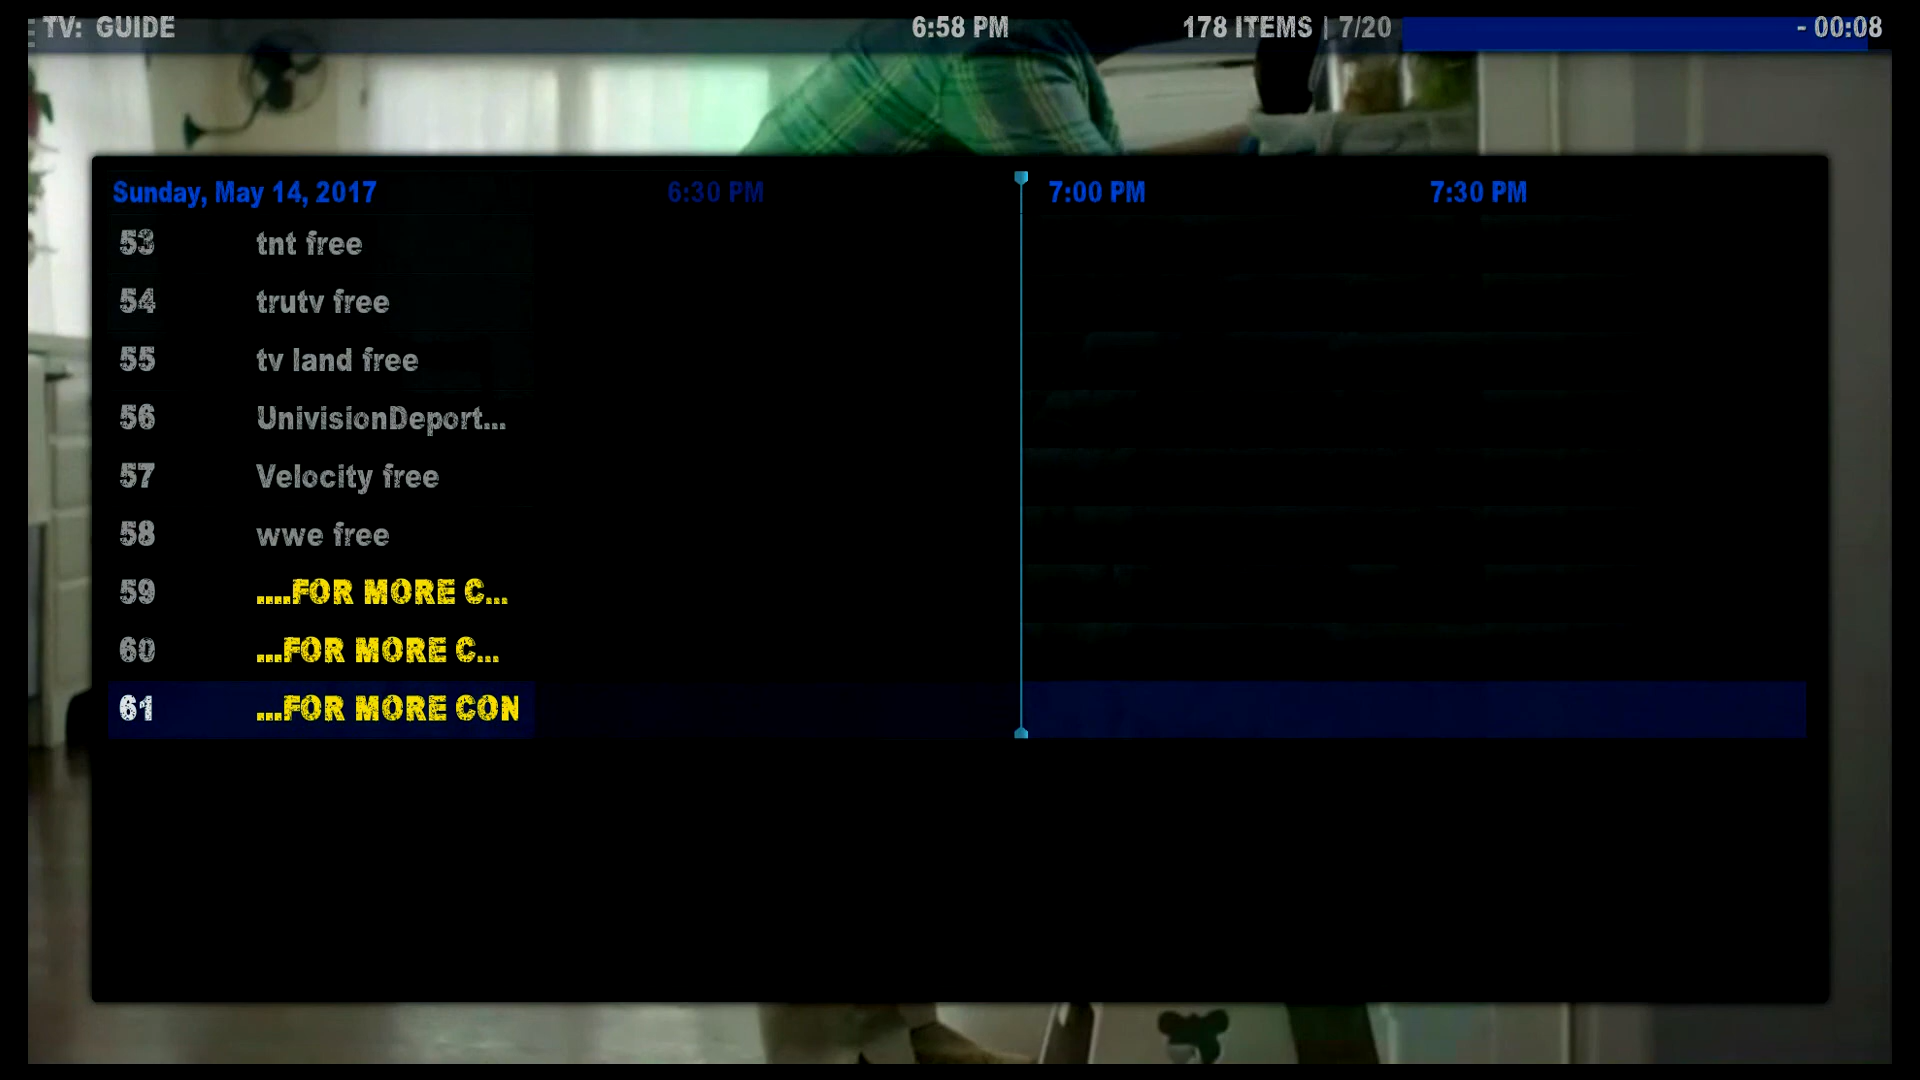 TV: GUIDE 6:58 PM 178 ITEMS | 7/20 - 00:08
Sunday, May 14, 2017 6:30 PM 7:00 PM 7:30 PM
53 tnt free
54 trutv free
55 tv land free
56 UnivisionDeport...
57 Velocity free
58 wwe free
59 ....FOR MORE C...
60 ...FOR MORE C...
61 ...FOR MORE CON